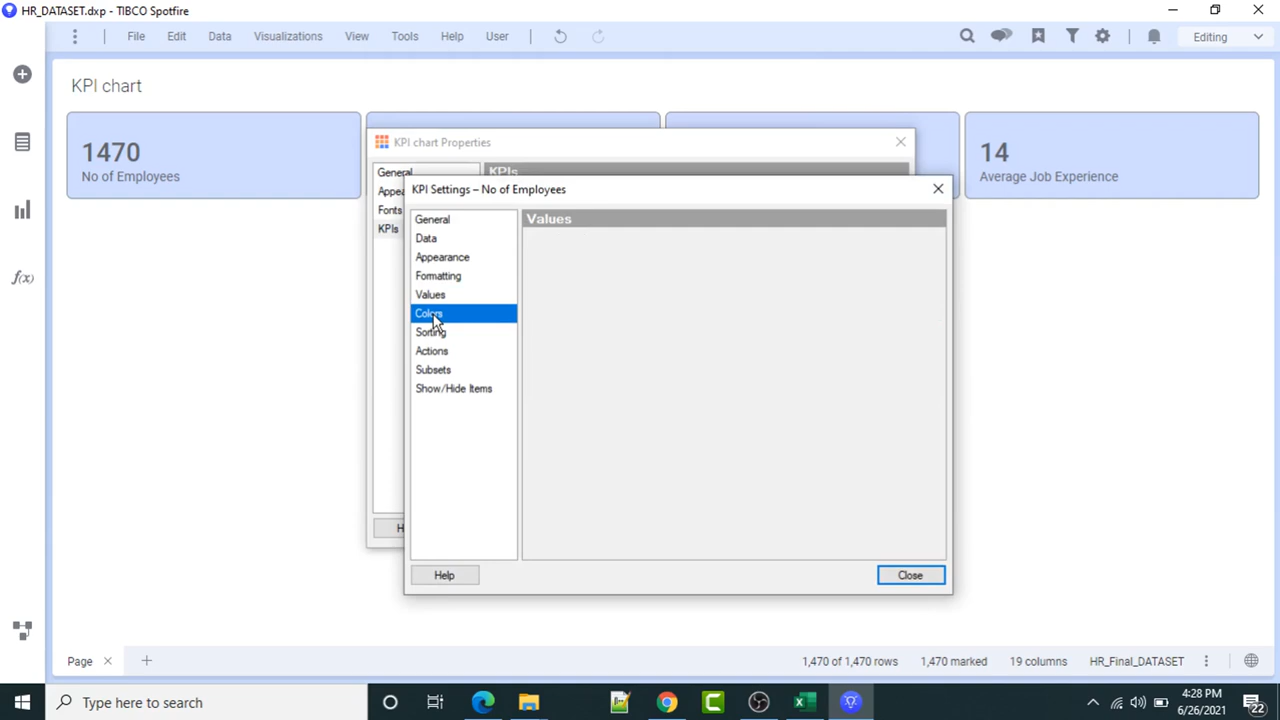 HR_DATASET.dxp - TIBCO Spotfire
File Edit Data Visualizations View Tools Help User Editing
KPI chart
1470
No of Employees
14
Average Job Experience
KPI chart Properties
General
KPIs
Fonts
KPIs
KPI Settings – No of Employees
General
Data
Appearance
Formatting
Values
Colors
Sorting
Actions
Subsets
Show/Hide Items
Values
Help
Close
f(x)
Page
1,470 of 1,470 rows 1,470 marked 19 columns HR_Final_DATASET
Type here to search
4:28 PM
6/26/2021
22